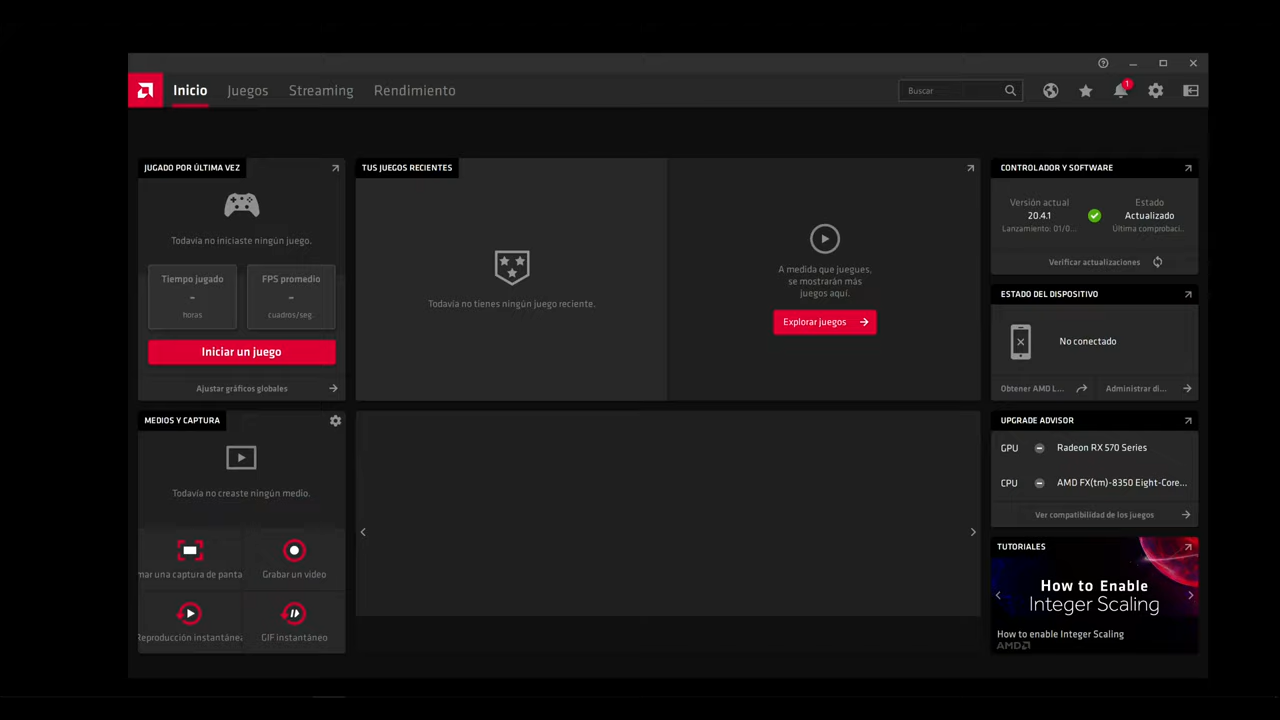 Inicio
Juegos
Streaming
Rendimiento
Buscar
1
JUGADO POR ÚLTIMA VEZ
Todavía no iniciaste ningún juego.
Tiempo jugado
-
horas
FPS promedio
-
cuadros/seg.
Iniciar un juego
Ajustar gráficos globales
TUS JUEGOS RECIENTES
Todavía no tienes ningún juego reciente.
A medida que juegues,
se mostrarán más
juegos aquí.
Explorar juegos
CONTROLADOR Y SOFTWARE
Versión actual
20.4.1
Lanzamiento: 01/0...
Estado
Actualizado
Última comprobaci..
Verificar actualizaciones
ESTADO DEL DISPOSITIVO
No conectado
Obtener AMD L...
Administrar di...
MEDIOS Y CAPTURA
Todavía no creaste ningún medio.
mar una captura de panta
Grabar un video
Reproducción instantánea
GIF instantáneo
UPGRADE ADVISOR
GPU
Radeon RX 570 Series
CPU
AMD FX(tm)-8350 Eight-Core...
Ver compatibilidad de los juegos
TUTORIALES
How to Enable
Integer Scaling
How to enable Integer Scaling
AMD